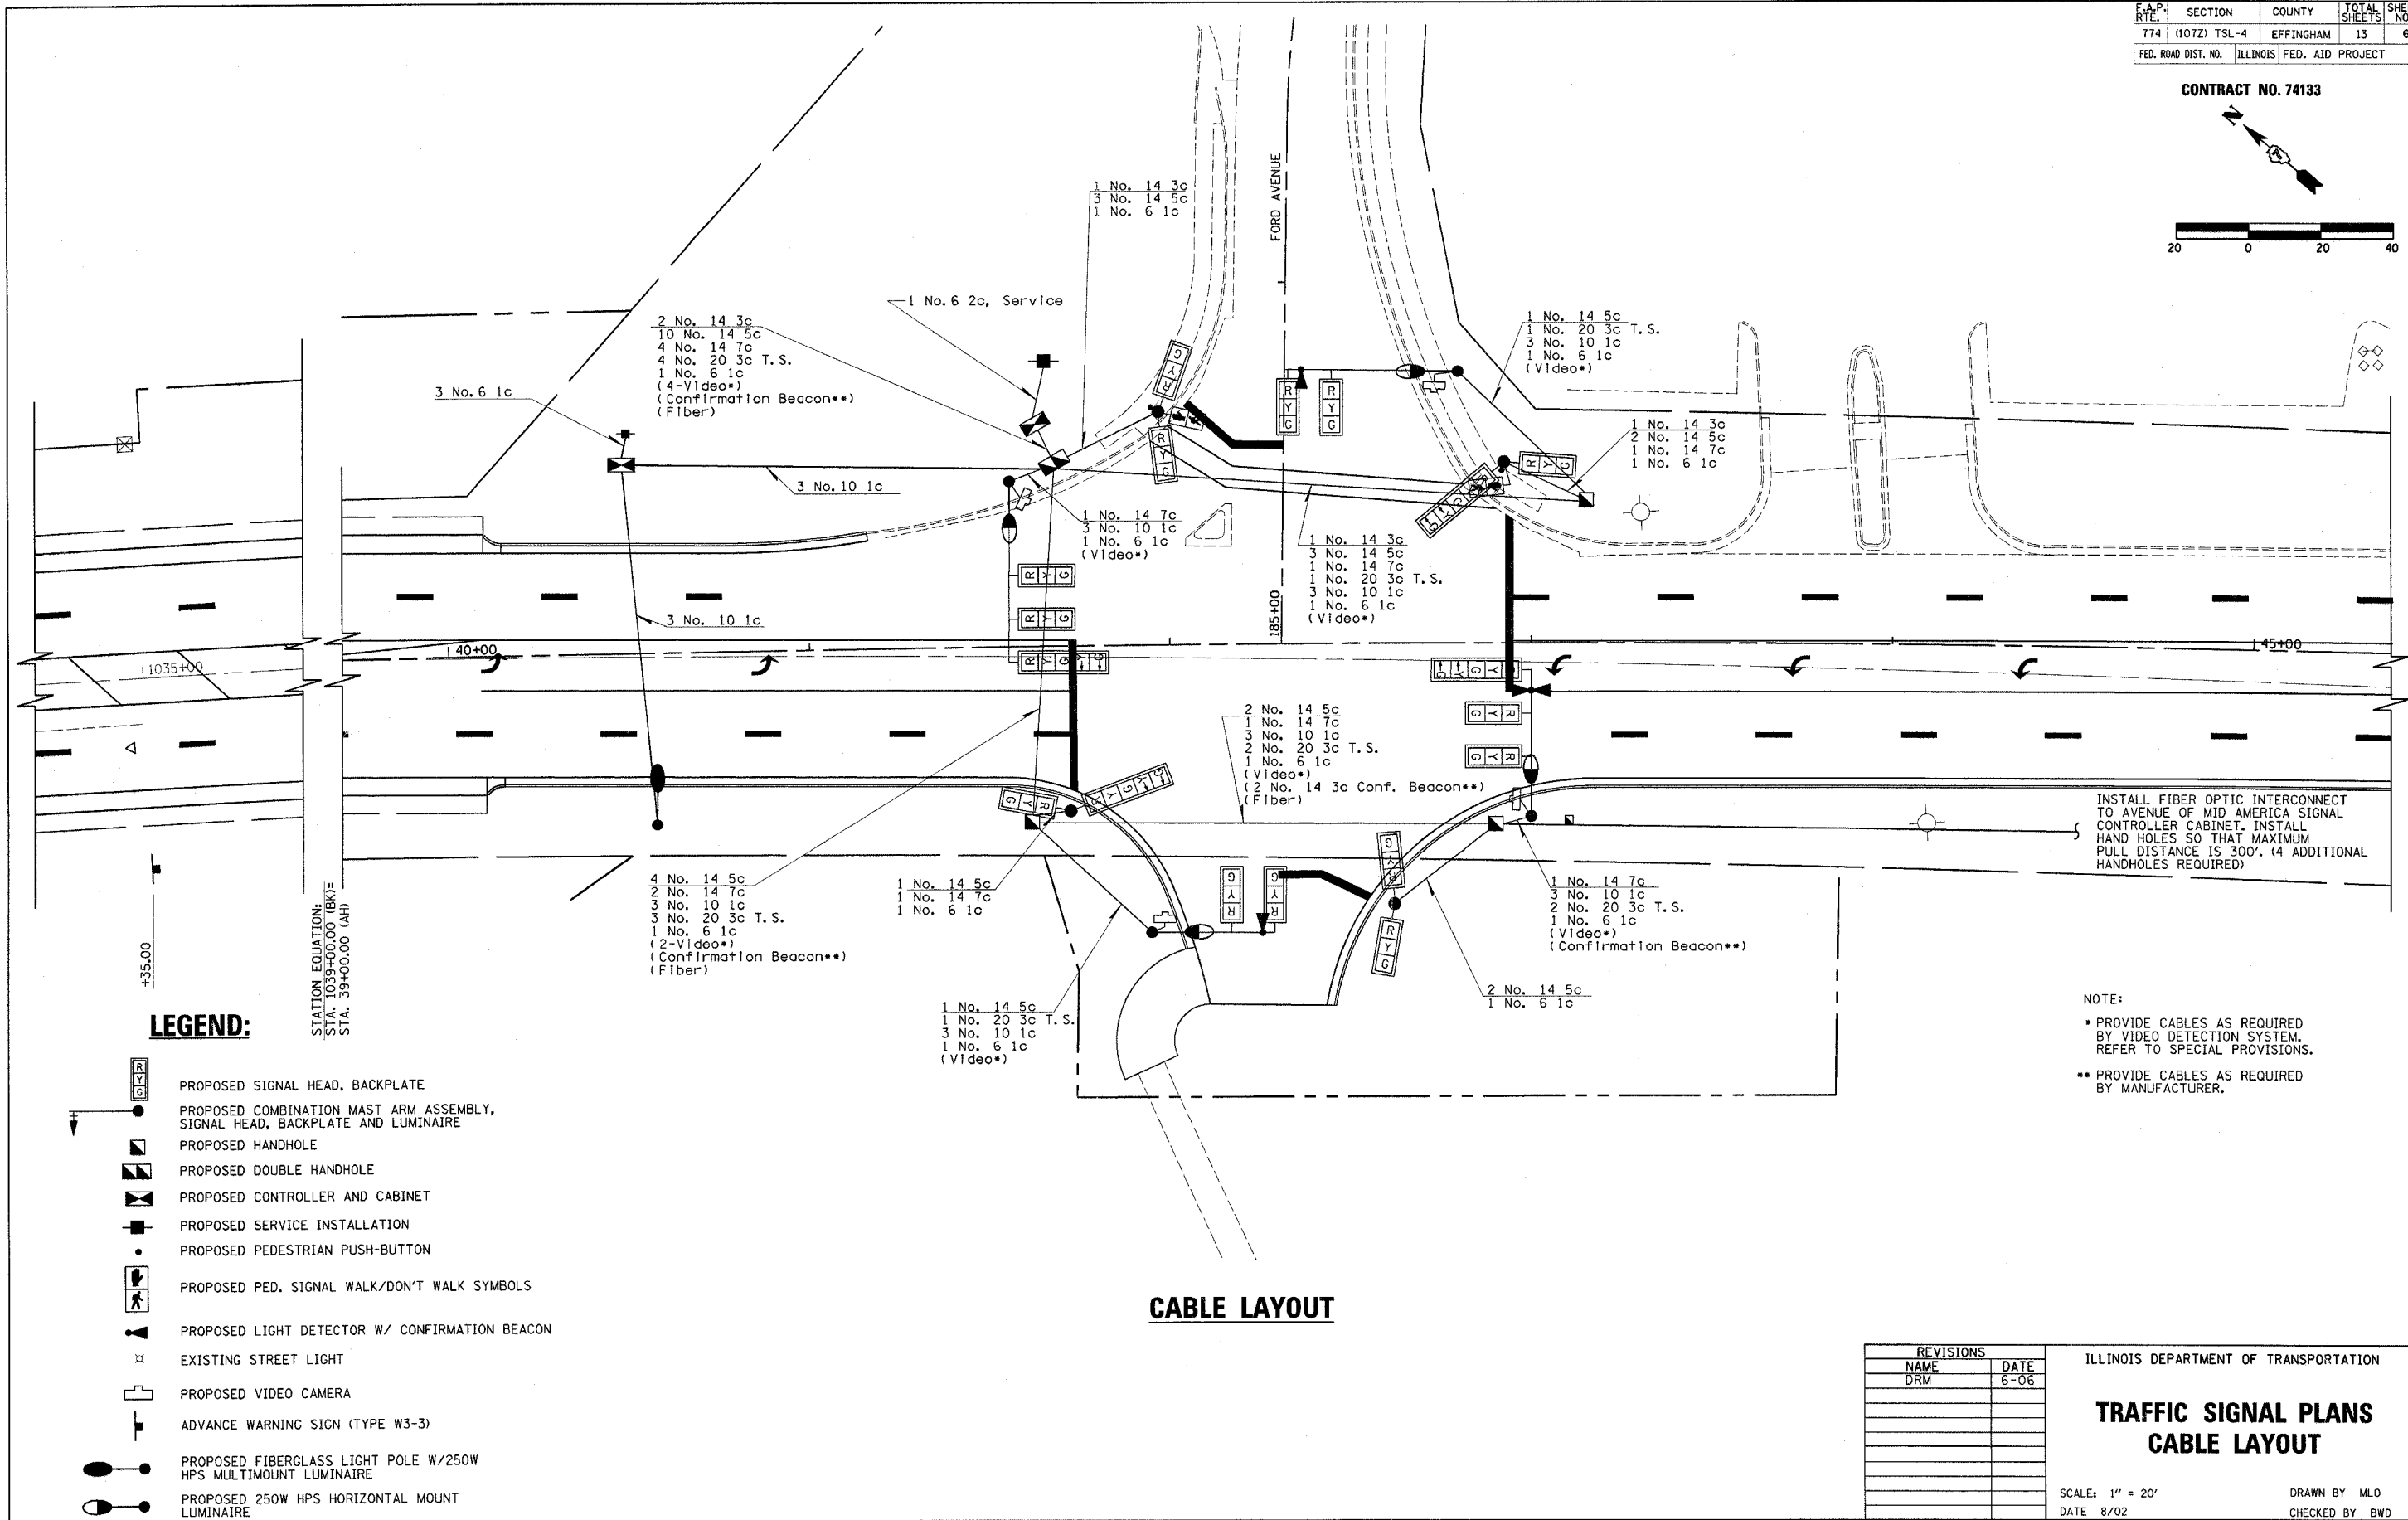 F.A.P. RTE. SECTION COUNTY TOTAL SHEETS
774 (107Z) TSL-4 EFFINGHAM 13 6
FED. ROAD DIST. NO. ILLINOIS FED. AID PROJECT
CONTRACT NO. 74133
N
20 0 20 40
FORD AVENUE
1 No. 14 3c
3 No. 14 5c
1 No. 6 1c
1 No. 6 2c, Service
2 No. 14 3c
10 No. 14 5c
4 No. 14 7c
4 No. 20 3c T.S.
1 No. 6 1c
(4-Video*)
(Confirmation Beacon**)
(Fiber)
3 No. 6 1c
1 No. 14 5c
1 No. 20 3c T.S.
3 No. 10 1c
1 No. 6 1c
(Video*)
1 No. 14 3c
2 No. 14 5c
1 No. 14 7c
1 No. 6 1c
3 No. 10 1c
1 No. 14 7c
3 No. 10 1c
1 No. 6 1c
(Video*)
1 No. 14 3c
3 No. 14 5c
1 No. 14 7c
1 No. 20 3c T.S.
3 No. 10 1c
1 No. 6 1c
(Video*)
3 No. 10 1c
185+00
1035+00
40+00
45+00
2 No. 14 5c
1 No. 14 7c
3 No. 10 1c
2 No. 20 3c T.S.
1 No. 6 1c
(Video*)
(2 No. 14 3c Conf. Beacon**)
(Fiber)
INSTALL FIBER OPTIC INTERCONNECT
TO AVENUE OF MID AMERICA SIGNAL
CONTROLLER CABINET. INSTALL
HAND HOLES SO THAT MAXIMUM
PULL DISTANCE IS 300'. (4 ADDITIONAL
HANDHOLES REQUIRED)
4 No. 14 5c
2 No. 14 7c
3 No. 10 1c
3 No. 20 3c T.S.
1 No. 6 1c
(2-Video*)
(Confirmation Beacon**)
(Fiber)
1 No. 14 5c
1 No. 14 7c
1 No. 6 1c
1 No. 14 7c
3 No. 10 1c
2 No. 20 3c T.S.
1 No. 6 1c
(Video*)
(Confirmation Beacon**)
1 No. 14 5c
1 No. 20 3c T.S.
3 No. 10 1c
1 No. 6 1c
(Video*)
2 No. 14 5c
1 No. 6 1c
+35.00
STATION EQUATION:
STA. 1039+00.00 (BK)=
STA. 39+00.00 (AH)
NOTE:
* PROVIDE CABLES AS REQUIRED
BY VIDEO DETECTION SYSTEM.
REFER TO SPECIAL PROVISIONS.
** PROVIDE CABLES AS REQUIRED
BY MANUFACTURER.
LEGEND:
R
Y
G
PROPOSED SIGNAL HEAD, BACKPLATE
PROPOSED COMBINATION MAST ARM ASSEMBLY,
SIGNAL HEAD, BACKPLATE AND LUMINAIRE
PROPOSED HANDHOLE
PROPOSED DOUBLE HANDHOLE
PROPOSED CONTROLLER AND CABINET
PROPOSED SERVICE INSTALLATION
PROPOSED PEDESTRIAN PUSH-BUTTON
PROPOSED PED. SIGNAL WALK/DON'T WALK SYMBOLS
PROPOSED LIGHT DETECTOR W/ CONFIRMATION BEACON
EXISTING STREET LIGHT
PROPOSED VIDEO CAMERA
ADVANCE WARNING SIGN (TYPE W3-3)
PROPOSED FIBERGLASS LIGHT POLE W/250W
HPS MULTIMOUNT LUMINAIRE
PROPOSED 250W HPS HORIZONTAL MOUNT
LUMINAIRE
CABLE LAYOUT
REVISIONS
NAME DATE
DRM 6-06
ILLINOIS DEPARTMENT OF TRANSPORTATION
TRAFFIC SIGNAL PLANS
CABLE LAYOUT
SCALE: 1" = 20'
DATE 8/02
DRAWN BY MLO
CHECKED BY BWD